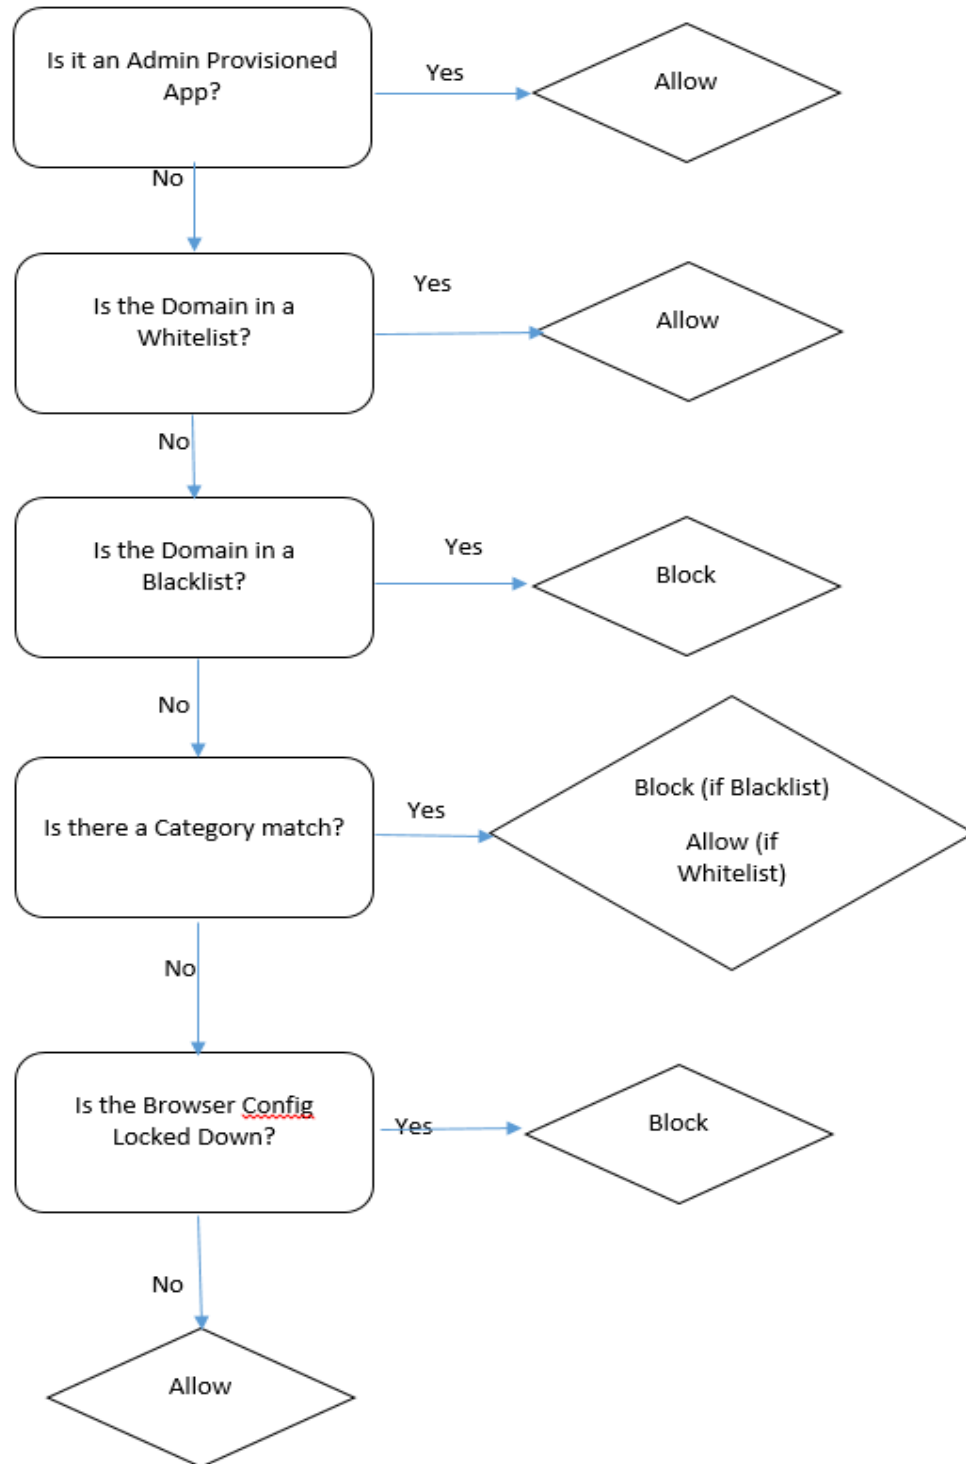 Is it an Admin Provisioned
App?
Yes
Allow
No
Is the Domain in a
Whitelist?
Yes
Allow
No
Is the Domain in a
Blacklist?
Yes
Block
No
Is there a Category match?
Yes
Block (if Blacklist)
Allow (if
Whitelist)
No
Is the Browser Config
Locked Down?
Yes
Block
No
Allow